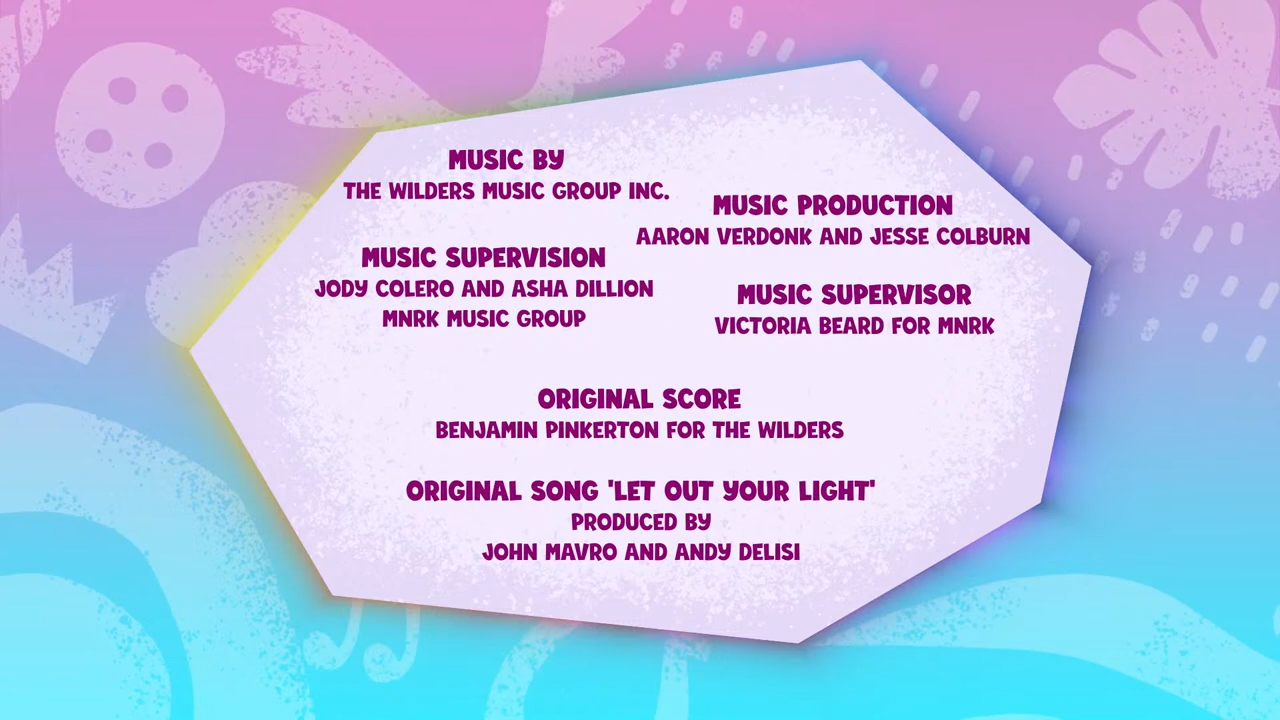 MUSIC BY
THE WILDERS MUSIC GROUP INC.
MUSIC SUPERVISION
JODY COLERO AND ASHA DILLION
MNRK MUSIC GROUP
MUSIC PRODUCTION
AARON VERDONK AND JESSE COLBURN
MUSIC SUPERVISOR
VICTORIA BEARD FOR MNRK
ORIGINAL SCORE
BENJAMIN PINKERTON FOR THE WILDERS
ORIGINAL SONG 'LET OUT YOUR LIGHT'
PRODUCED BY
JOHN MAVRO AND ANDY DELISI